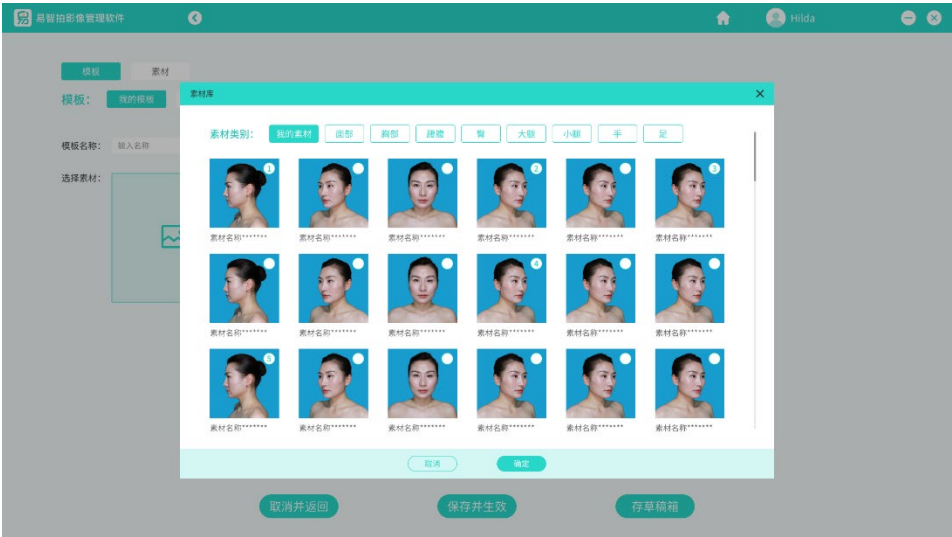 易 易智拍影像管理软件 Hilda
模板 素材
模板： 我的模板
素材库
素材类别： 我的素材 面部 胸部 腰腹 臀 大腿 小腿 手 足
模板名称： 输入名称
选择素材：
1 2 3
素材名称******* 素材名称******* 素材名称******* 素材名称******* 素材名称******* 素材名称*******
4
素材名称******* 素材名称******* 素材名称******* 素材名称******* 素材名称******* 素材名称*******
5
素材名称******* 素材名称******* 素材名称******* 素材名称******* 素材名称******* 素材名称*******
取消 确定
取消并返回 保存并生效 存草稿箱